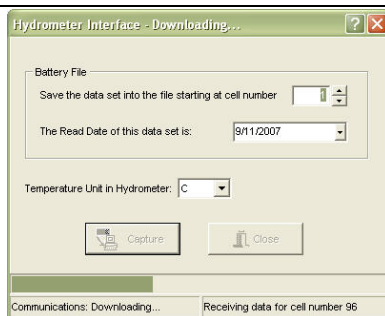 Hydrometer Interface - Downloading...
Battery File
Save the data set into the file starting at cell number 1
The Read Date of this data set is: 9/11/2007
Temperature Unit in Hydrometer: C
Capture Close
Communications: Downloading... Receiving data for cell number 96